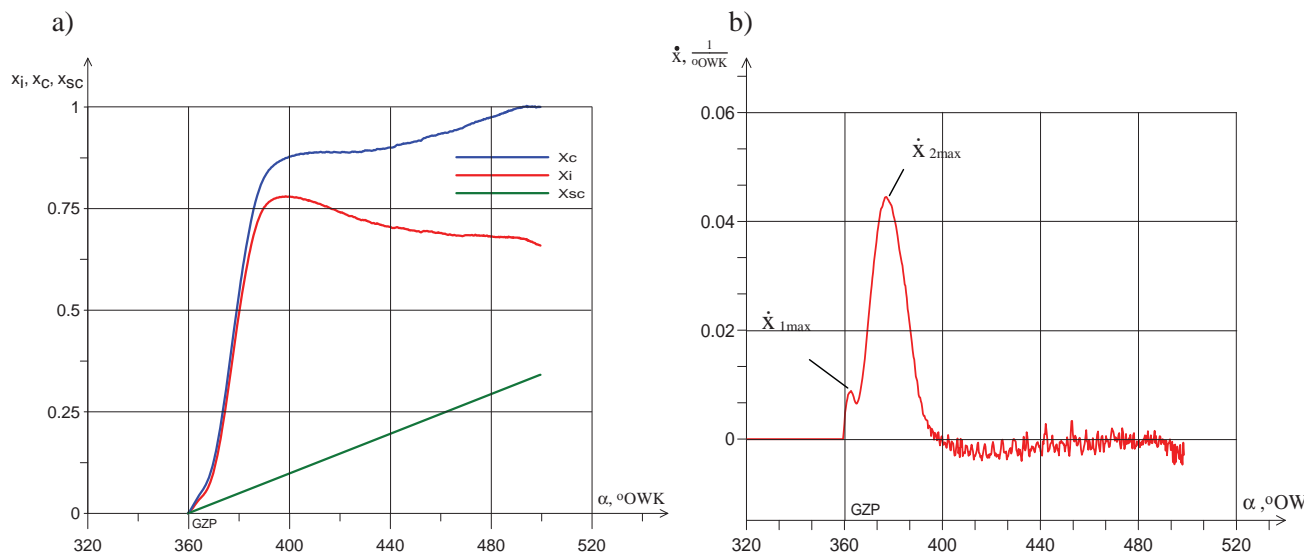 a)
xi, xc, xsc
1
0.75
0.5
0.25
0
Xc
Xi
Xsc
α, ºOWK
GZP
320
360
400
440
480
520
b)
ẋ, 1/ºOWK
0.06
0.04
0.02
0
ẋ 2max
ẋ 1max
GZP
α ,ºOW
320
360
400
440
480
520